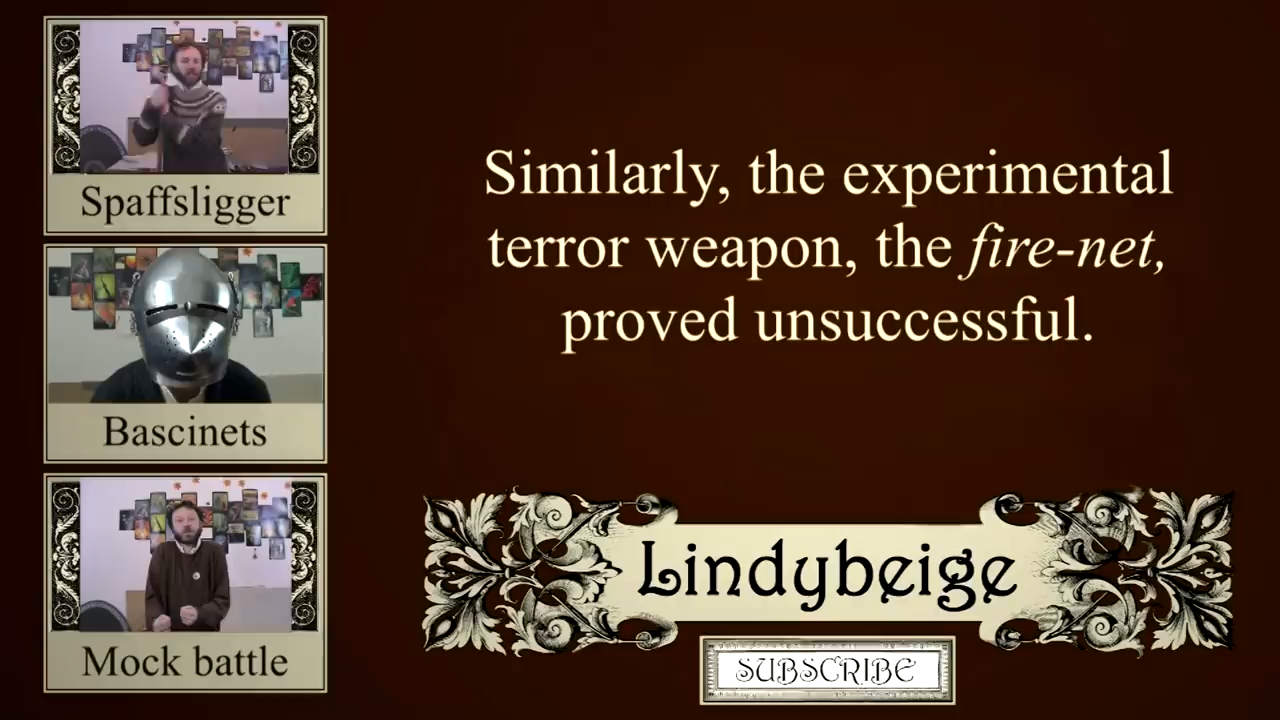 Spaffsligger
Bascinets
Mock battle
Similarly, the experimental
terror weapon, the fire-net,
proved unsuccessful.
Lindybeige
SUBSCRIBE